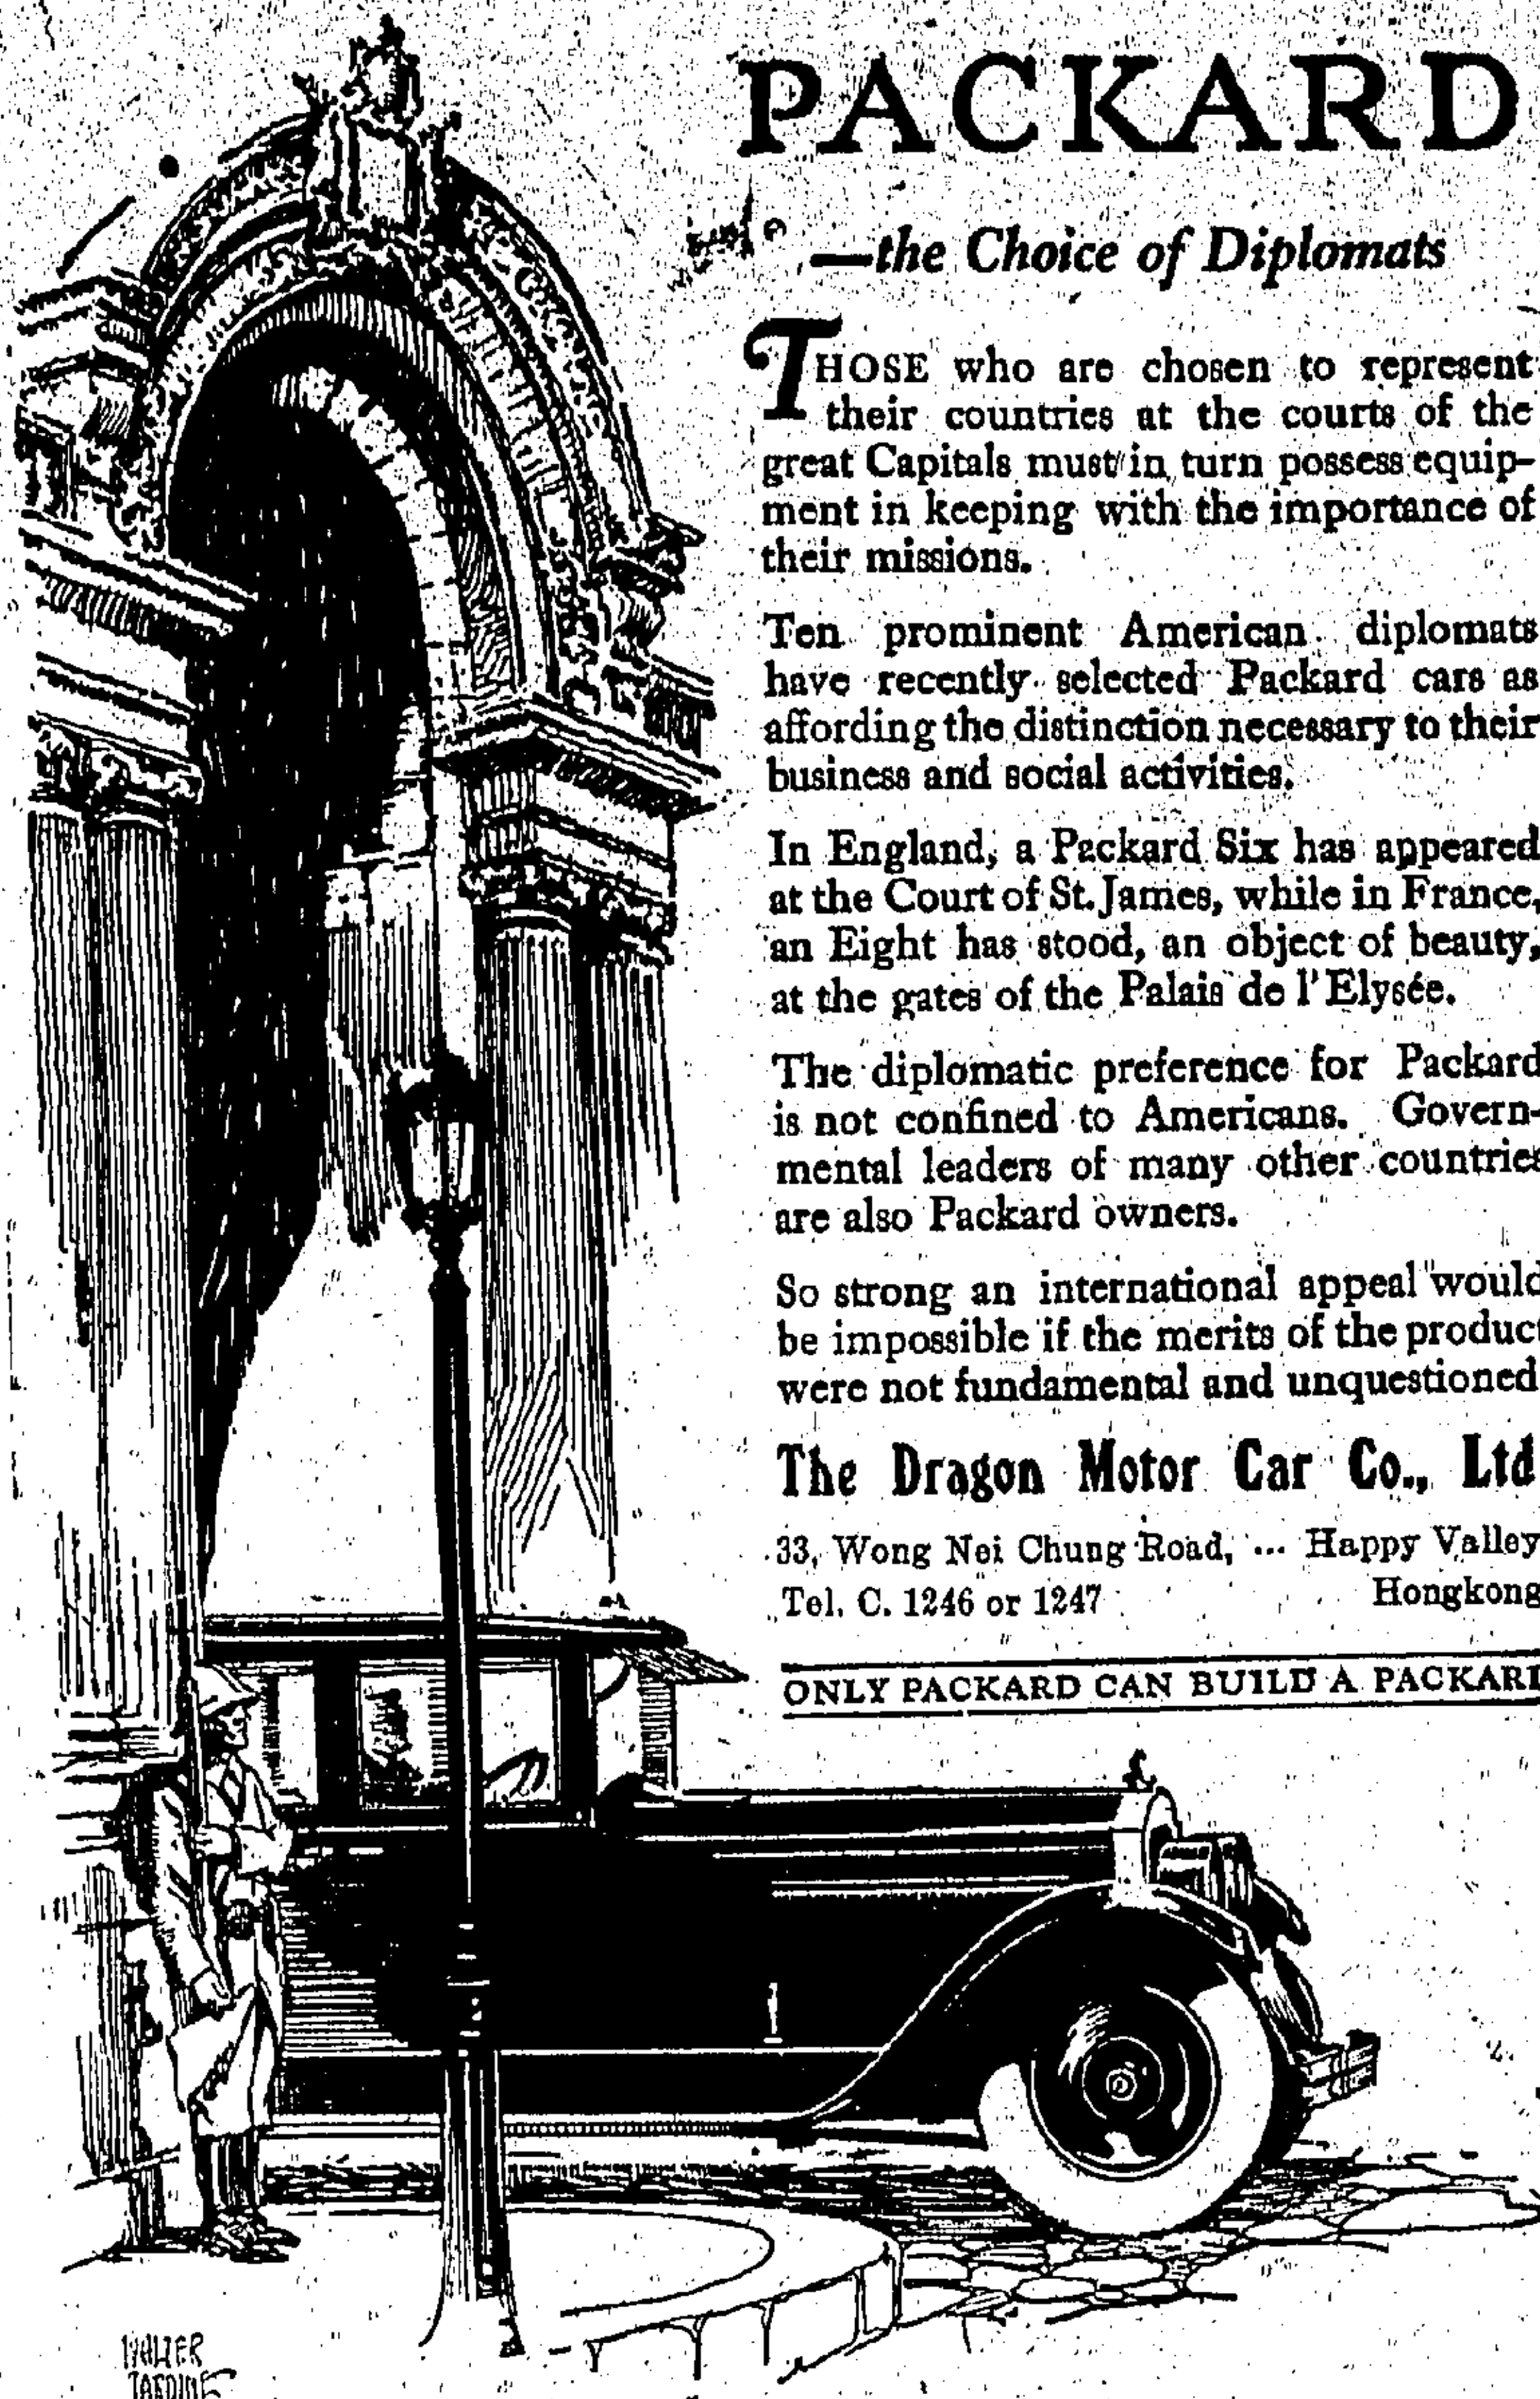 PACKARD
—the Choice of Diplomats
THOSE who are chosen to represent
their countries at the courts of the
great Capitals must in turn possess equip-
ment in keeping with the importance of
their missions.
Ten prominent American diplomats
have recently selected Packard cars as
affording the distinction necessary to their
business and social activities.
In England, a Packard Six has appeared
at the Court of St. James, while in France,
an Eight has stood, an object of beauty,
at the gates of the Palais de l'Elysée.
The diplomatic preference for Packard
is not confined to Americans. Govern-
mental leaders of many other countries
are also Packard owners.
So strong an international appeal would
be impossible if the merits of the product
were not fundamental and unquestioned
The Dragon Motor Car Co., Ltd
33, Wong Nei Chung Road, ... Happy Valley
Tel. C. 1246 or 1247 Hongkong
ONLY PACKARD CAN BUILD A PACKARD
WALTER
JARDINE